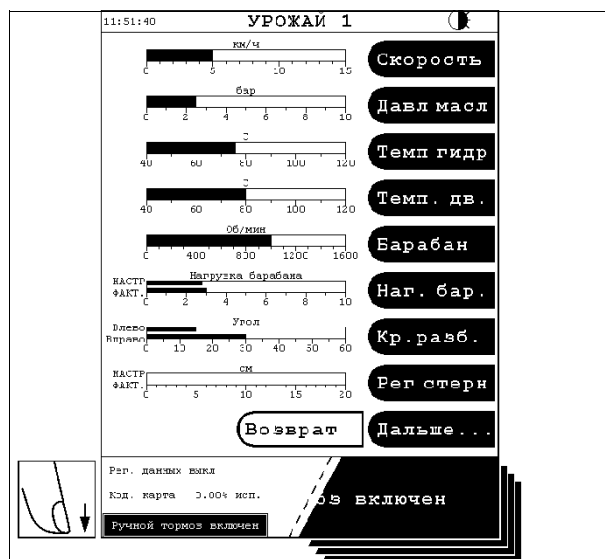 11:51:40 УРОЖАЙ 1
км/ч
0 5 10 15
Скорость
бар
0 2 4 6 8 10
Давл масл
C
40 60 80 100 120
Темп гидр
C
40 60 80 100 120
Темп. дв.
Об/мин
0 400 800 1200 1600
Барабан
Нагрузка барабана
НАСТР
ФАКТ.
0 2 4 6 8 10
Наг. бар.
Угол
Влево
Вправо
0 10 20 30 40 50 60
Кр.разб.
см
НАСТР
ФАКТ.
0 5 10 15 20
Рег стерн
Возврат
Дальше...
Рег. данных выкл
Код. карта 0.00% исп.
Ручной тормоз включен
оз включен